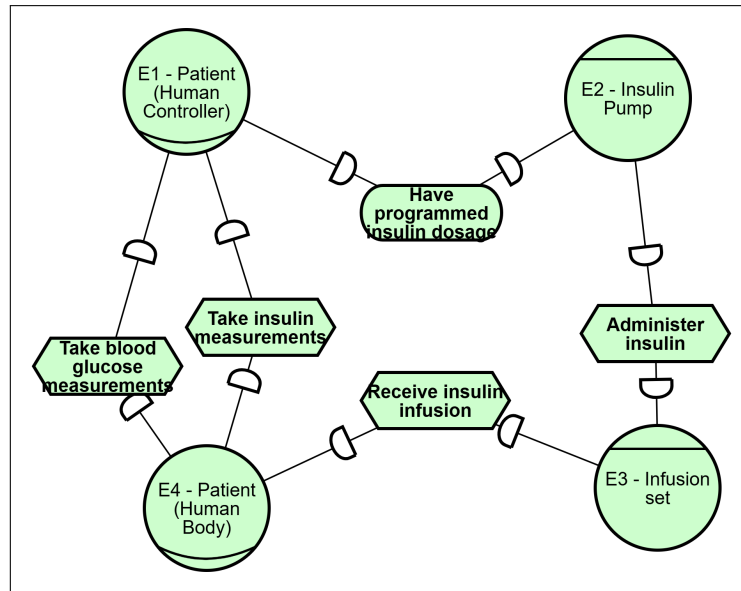 E1 - Patient
(Human
Controller)
E2 - Insulin
Pump
Have
programmed
insulin dosage
Take insulin
measurements
Administer
insulin
Take blood
glucose
measurements
Receive insulin
infusion
E4 - Patient
(Human
Body)
E3 - Infusion
set